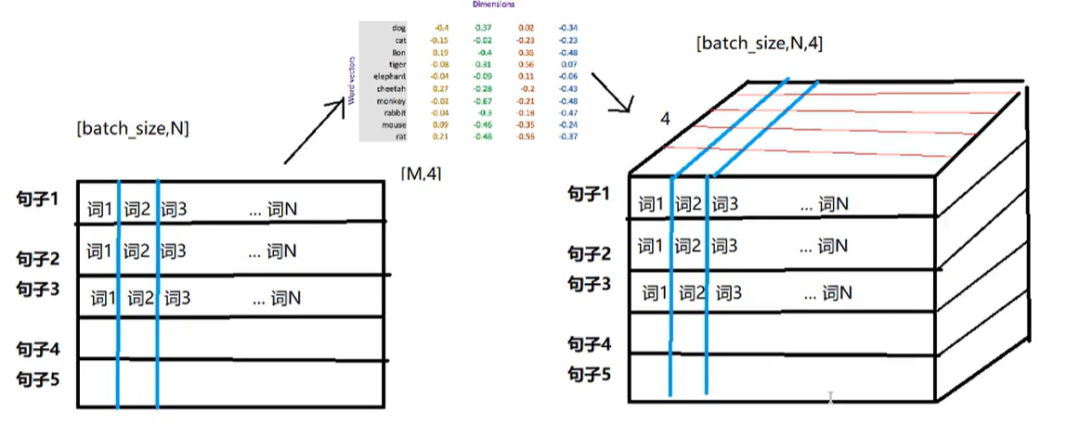 Dimensions
Word vectors
dog -0.4 0.37 0.02 -0.34
cat -0.15 -0.02 -0.23 -0.23
lion 0.19 -0.4 0.35 -0.48
tiger -0.08 0.31 0.56 0.07
elephant -0.04 -0.09 0.11 -0.06
cheetah 0.27 -0.28 -0.2 -0.43
monkey -0.02 -0.67 -0.21 -0.48
rabbit -0.04 -0.3 -0.18 -0.47
mouse 0.09 -0.46 -0.35 -0.24
rat 0.21 -0.48 -0.56 -0.37
[M,4]
[batch_size,N]
句子1 词1 词2 词3 ... 词N
句子2 词1 词2 词3 ... 词N
句子3 词1 词2 词3 ... 词N
句子4
句子5
[batch_size,N,4]
4
句子1 词1 词2 词3 ... 词N
句子2 词1 词2 词3 ... 词N
句子3 词1 词2 词3 ... 词N
句子4
句子5